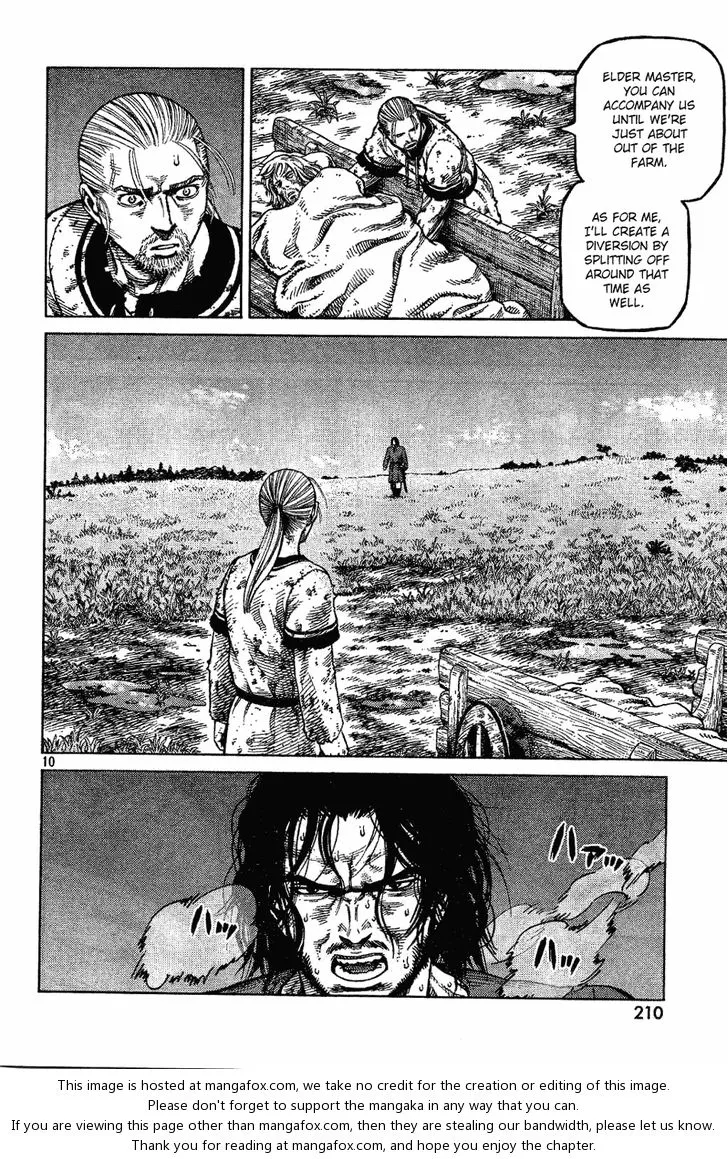 ELDER MASTER,
YOU CAN
ACCOMPANY US
UNTIL WE'RE
JUST ABOUT
OUT OF THE
FARM.
AS FOR ME,
I'LL CREATE A
DIVERSION BY
SPLITTING OFF
AROUND THAT
TIME AS
WELL.
10
ハァッ
ハッ
ハッ
210
This image is hosted at mangafox.com, we take no credit for the creation or editing of this image.
Please don't forget to support the mangaka in any way that you can.
If you are viewing this page other than mangafox.com, then they are stealing our bandwidth, please let us know.
Thank you for reading at mangafox.com, and hope you enjoy the chapter.